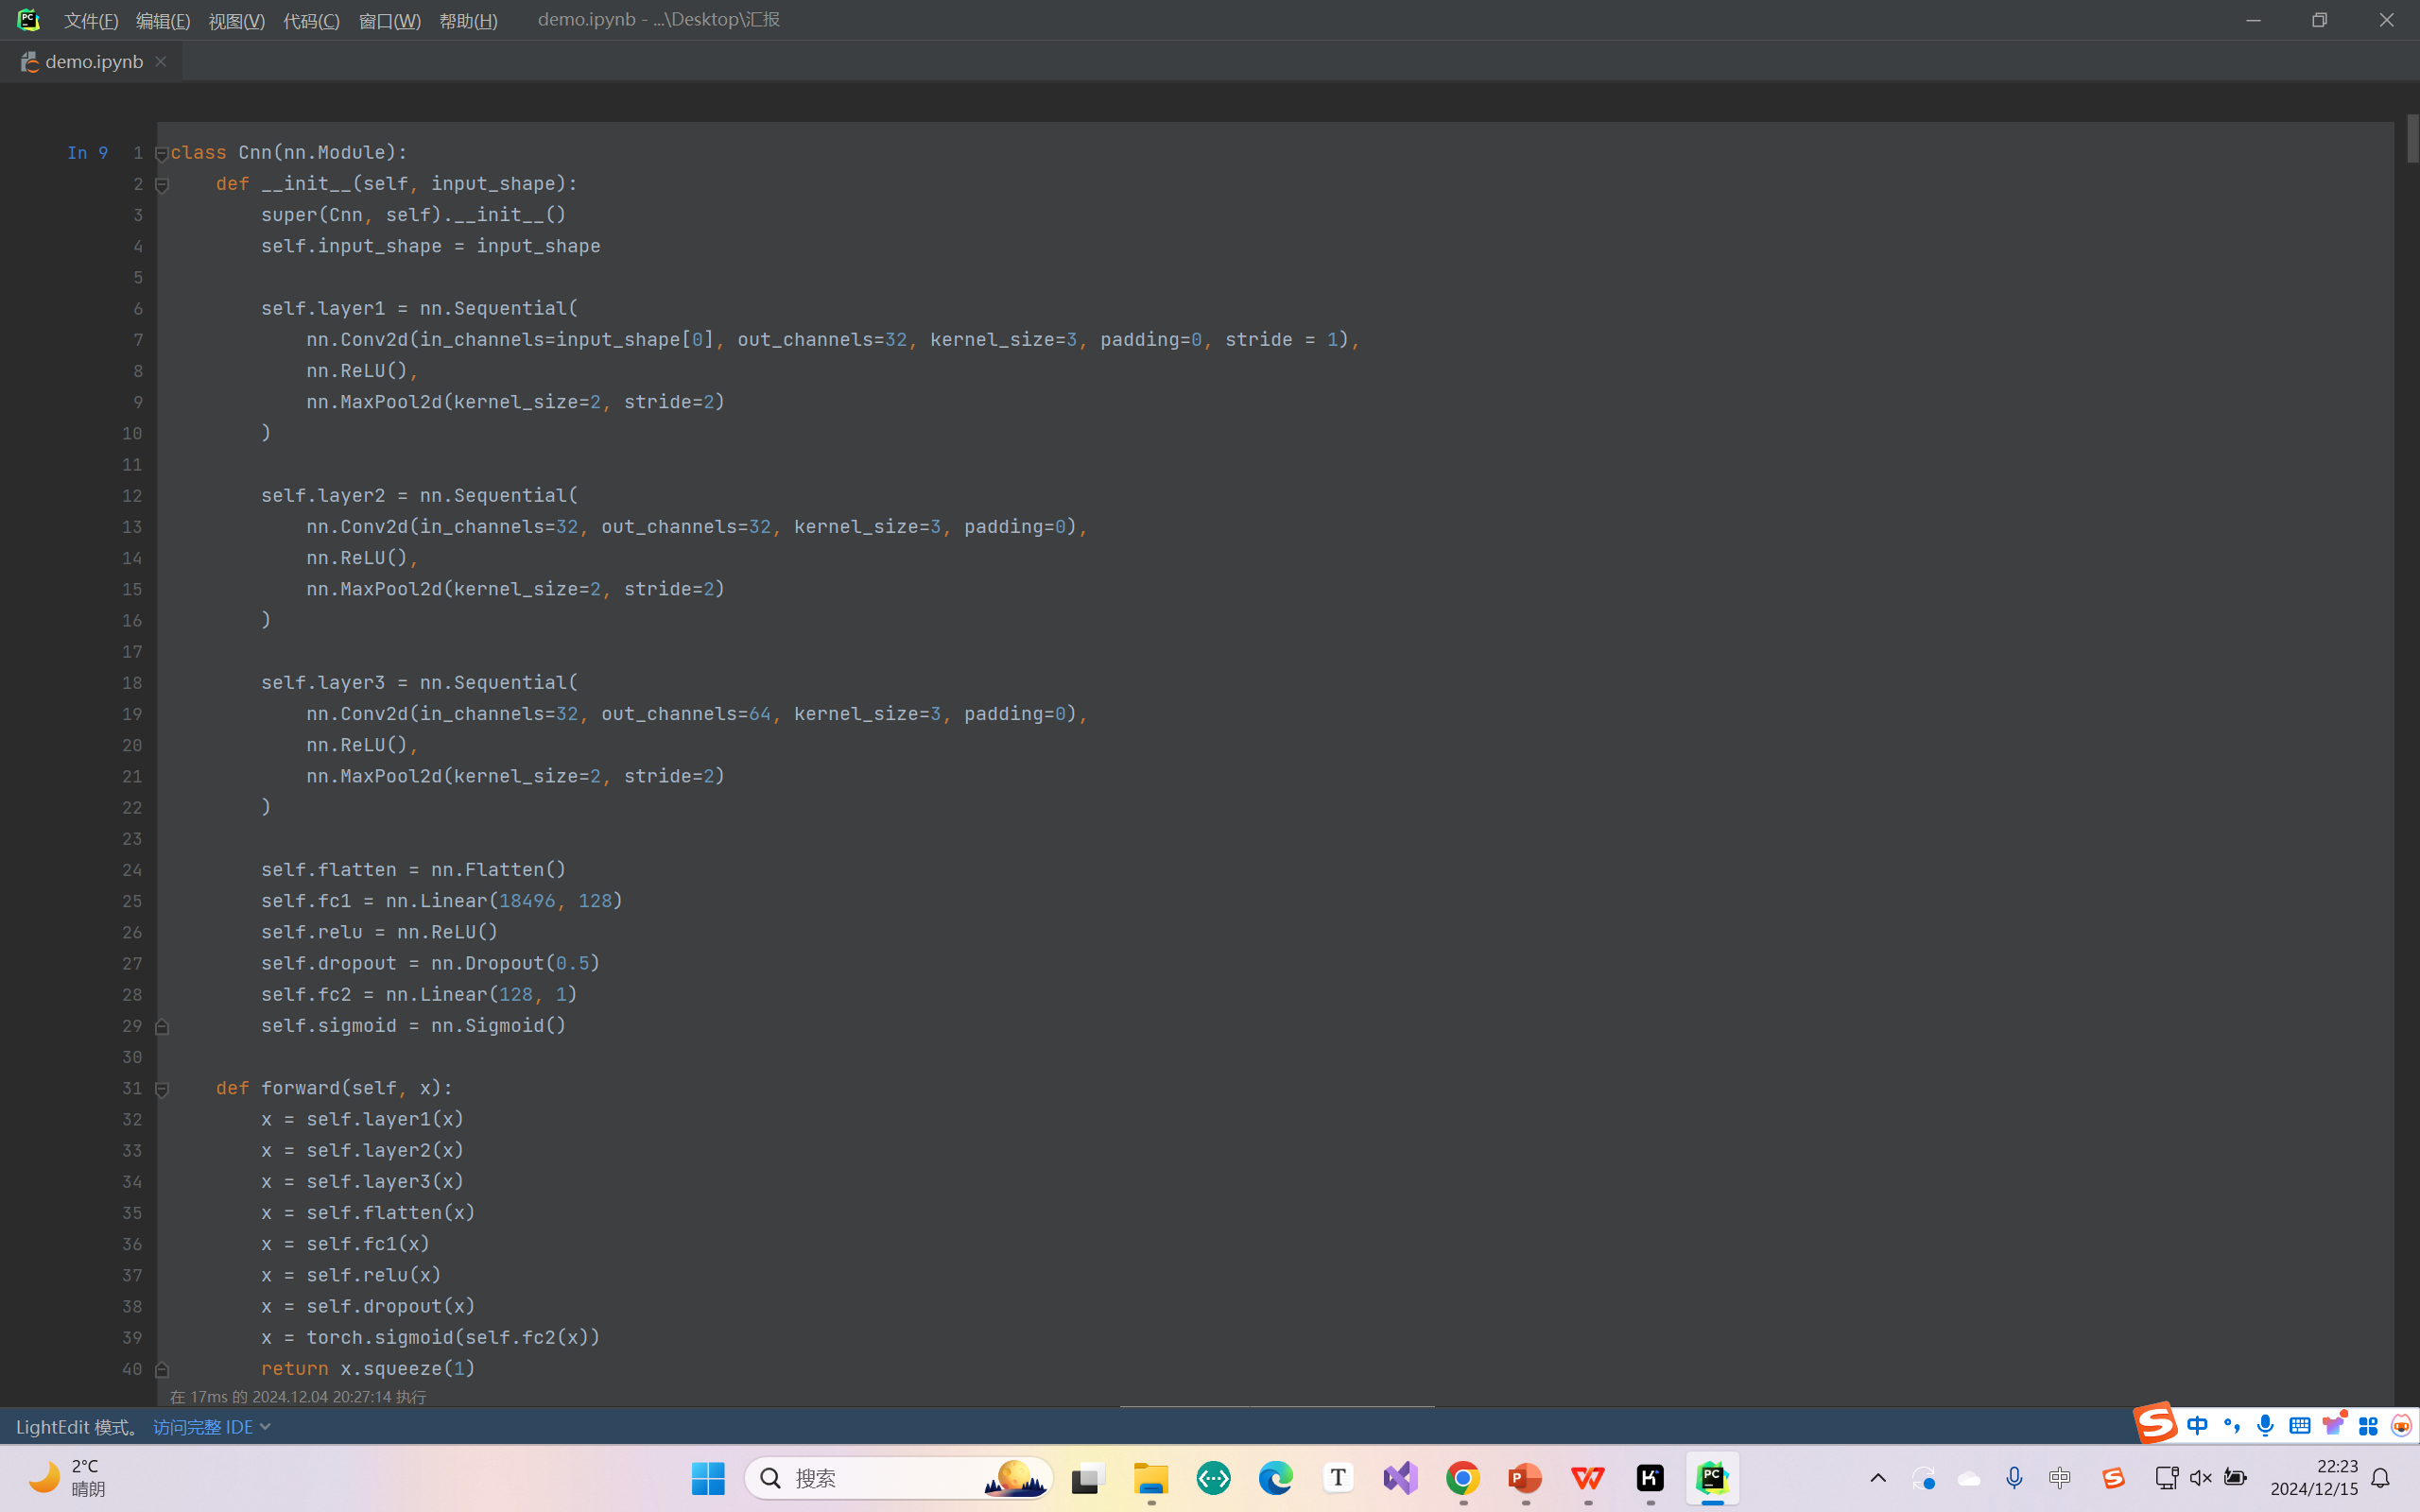 文件(F) 编辑(E) 视图(V) 代码(C) 窗口(W) 帮助(H) demo.ipynb - ...\Desktop\汇报
demo.ipynb
In 9 1 class Cnn(nn.Module):
2     def __init__(self, input_shape):
3         super(Cnn, self).__init__()
4         self.input_shape = input_shape
5
6         self.layer1 = nn.Sequential(
7             nn.Conv2d(in_channels=input_shape[0], out_channels=32, kernel_size=3, padding=0, stride = 1),
8             nn.ReLU(),
9             nn.MaxPool2d(kernel_size=2, stride=2)
10         )
11
12         self.layer2 = nn.Sequential(
13             nn.Conv2d(in_channels=32, out_channels=32, kernel_size=3, padding=0),
14             nn.ReLU(),
15             nn.MaxPool2d(kernel_size=2, stride=2)
16         )
17
18         self.layer3 = nn.Sequential(
19             nn.Conv2d(in_channels=32, out_channels=64, kernel_size=3, padding=0),
20             nn.ReLU(),
21             nn.MaxPool2d(kernel_size=2, stride=2)
22         )
23
24         self.flatten = nn.Flatten()
25         self.fc1 = nn.Linear(18496, 128)
26         self.relu = nn.ReLU()
27         self.dropout = nn.Dropout(0.5)
28         self.fc2 = nn.Linear(128, 1)
29         self.sigmoid = nn.Sigmoid()
30
31     def forward(self, x):
32         x = self.layer1(x)
33         x = self.layer2(x)
34         x = self.layer3(x)
35         x = self.flatten(x)
36         x = self.fc1(x)
37         x = self.relu(x)
38         x = self.dropout(x)
39         x = torch.sigmoid(self.fc2(x))
40         return x.squeeze(1)
在 17ms 的 2024.12.04 20:27:14 执行
LightEdit 模式。 访问完整 IDE
中
2°C
晴朗
搜索
22:23
2024/12/15